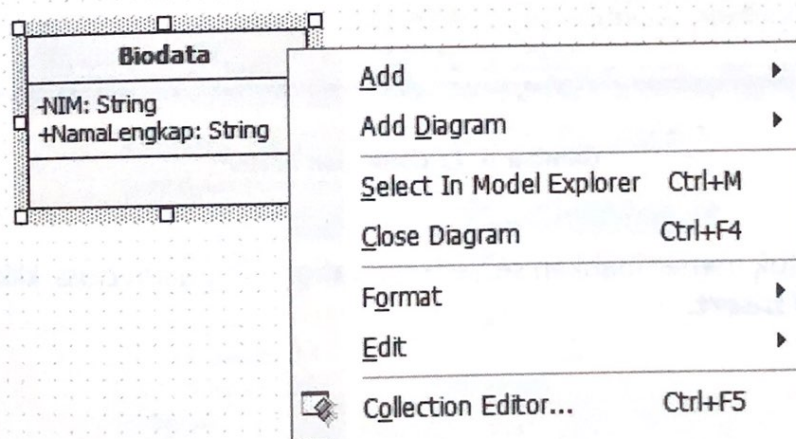 Biodata
-NIM: String
+NamaLengkap: String
Add
Add Diagram
Select In Model Explorer Ctrl+M
Close Diagram Ctrl+F4
Format
Edit
Collection Editor... Ctrl+F5